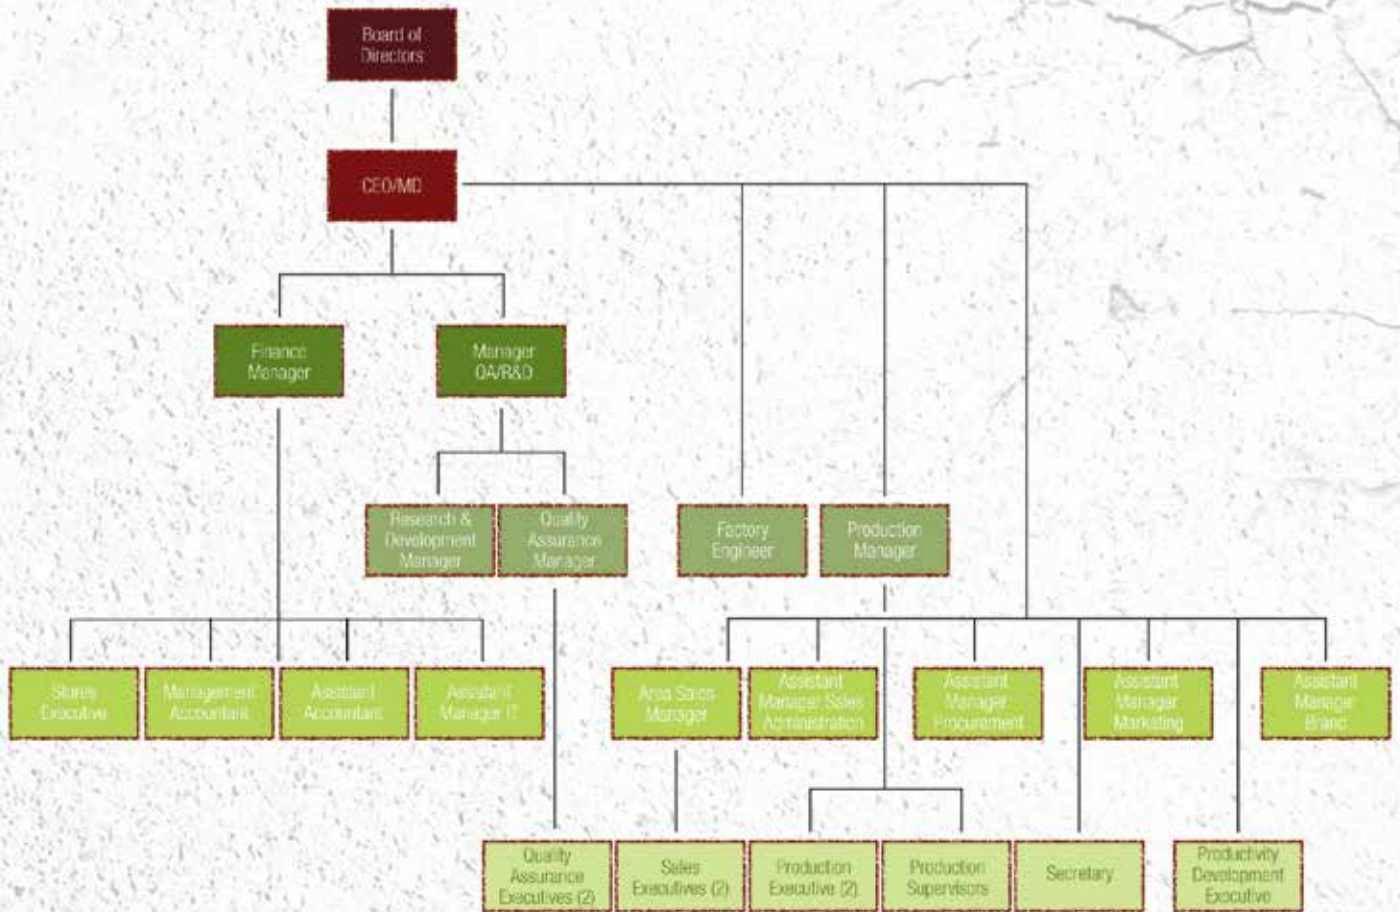 Board of
Directors
CEO/MD
Finance
Manager
Manager
QA/R&D
Research &
Development
Manager
Quality
Assurance
Manager
Factory
Engineer
Production
Manager
Stores
Executive
Management
Accountant
Assistant
Accountant
Assistant
Manager IT
Area Sales
Manager
Assistant
Manager Sales
Administration
Assistant
Manager
Procurement
Assistant
Manager
Marketing
Assistant
Manager
Brand
Quality
Assurance
Executives (2)
Sales
Executives (2)
Production
Executive (2)
Production
Supervisors
Secretary
Productivity
Development
Executive